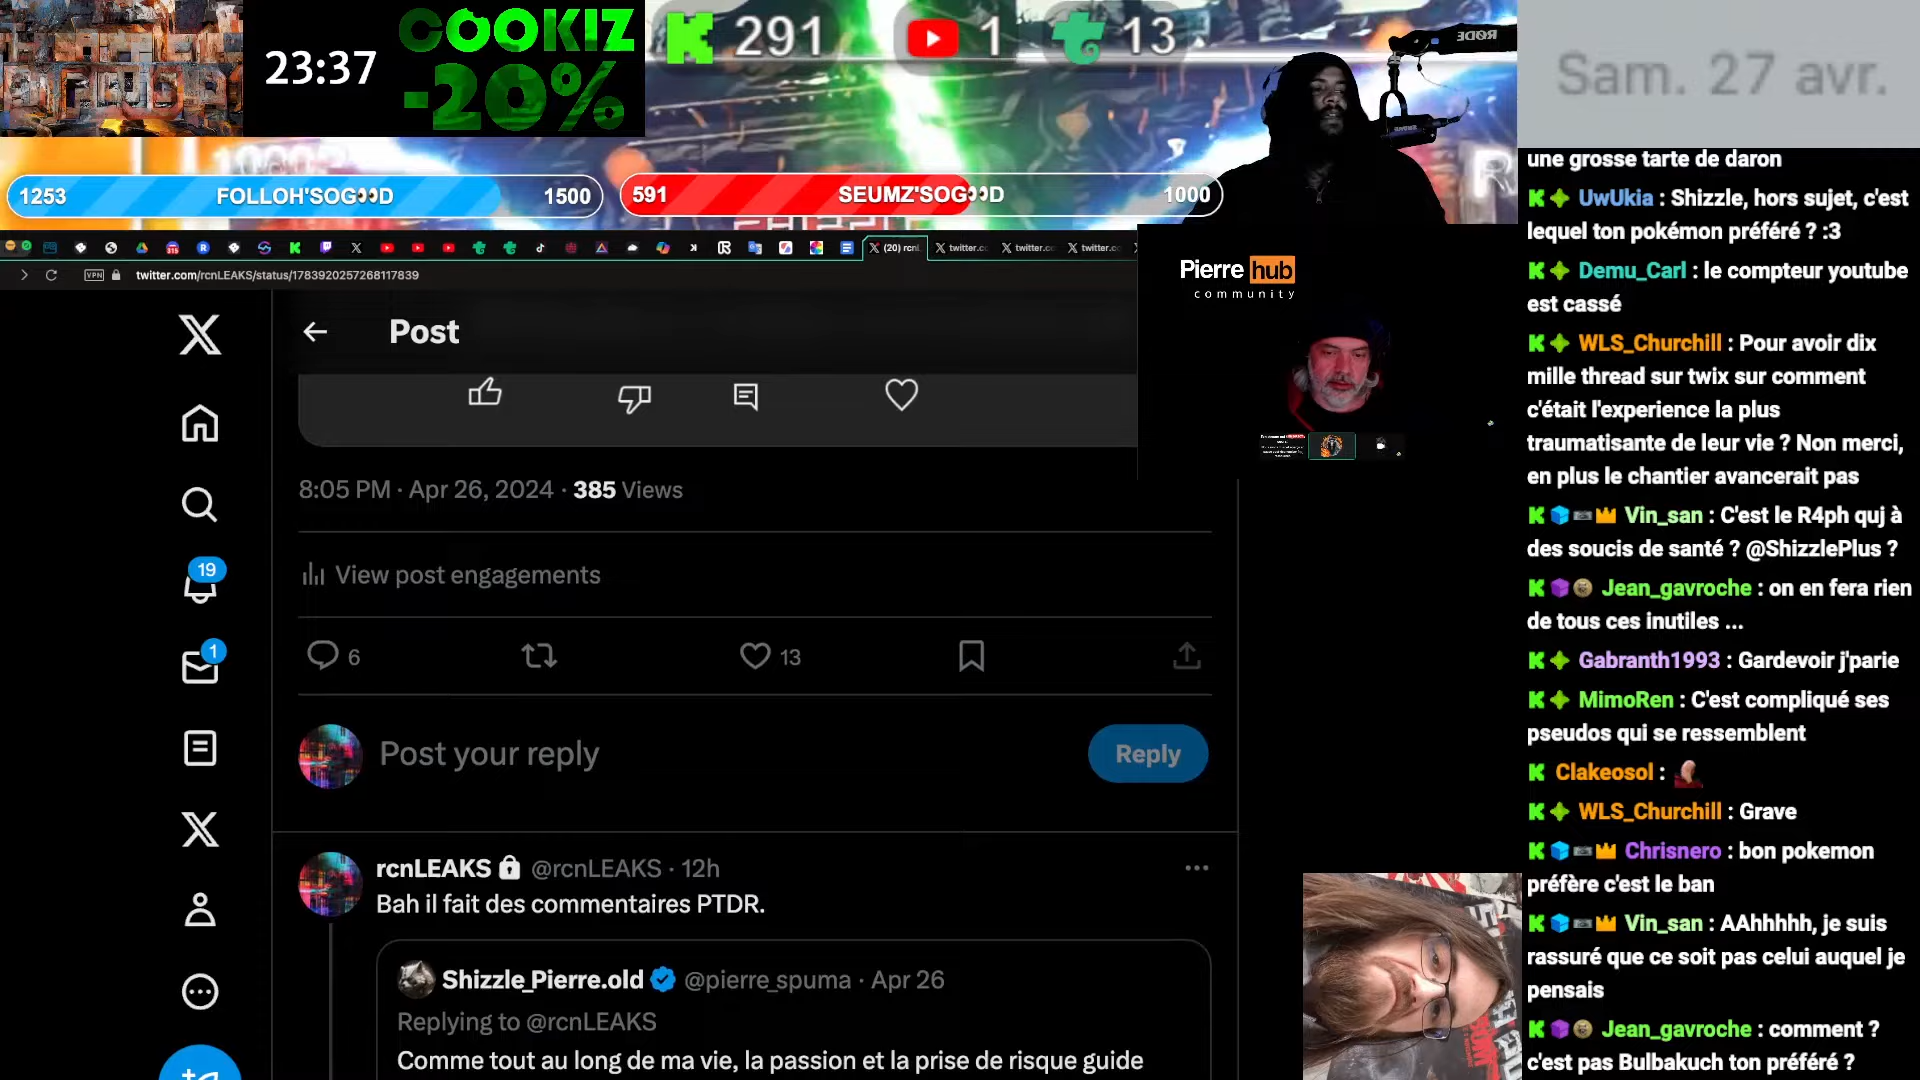 23:37
COOKIZ
-20%
291
1
13
RØDE
Sam. 27 avr.
1253 FOLLOH'SOG👀D 1500
591 SEUMZ'SOG👀D 1000
(20) rcnl
twitter.c
twitter.c
twitter.c
VPN
twitter.com/rcnLEAKS/status/1783920257268117839
Post
Pierre hub
community
8:05 PM · Apr 26, 2024 · 385 Views
View post engagements
6
13
19
1
Post your reply
Reply
rcnLEAKS @rcnLEAKS · 12h
Bah il fait des commentaires PTDR.
Shizzle_Pierre.old @pierre_spuma · Apr 26
Replying to @rcnLEAKS
Comme tout au long de ma vie, la passion et la prise de risque guide
une grosse tarte de daron
UwUkia : Shizzle, hors sujet, c'est
lequel ton pokémon préféré ? :3
Demu_Carl : le compteur youtube
est cassé
WLS_Churchill : Pour avoir dix
mille thread sur twix sur comment
c'était l'experience la plus
traumatisante de leur vie ? Non merci,
en plus le chantier avancerait pas
Vin_san : C'est le R4ph quj à
des soucis de santé ? @ShizzlePlus ?
Jean_gavroche : on en fera rien
de tous ces inutiles ...
Gabranth1993 : Gardevoir j'parie
MimoRen : C'est compliqué ses
pseudos qui se ressemblent
Clakeosol :
WLS_Churchill : Grave
Chrisnero : bon pokemon
préfère c'est le ban
Vin_san : AAhhhhh, je suis
rassuré que ce soit pas celui auquel je
pensais
Jean_gavroche : comment ?
c'est pas Bulbakuch ton préféré ?